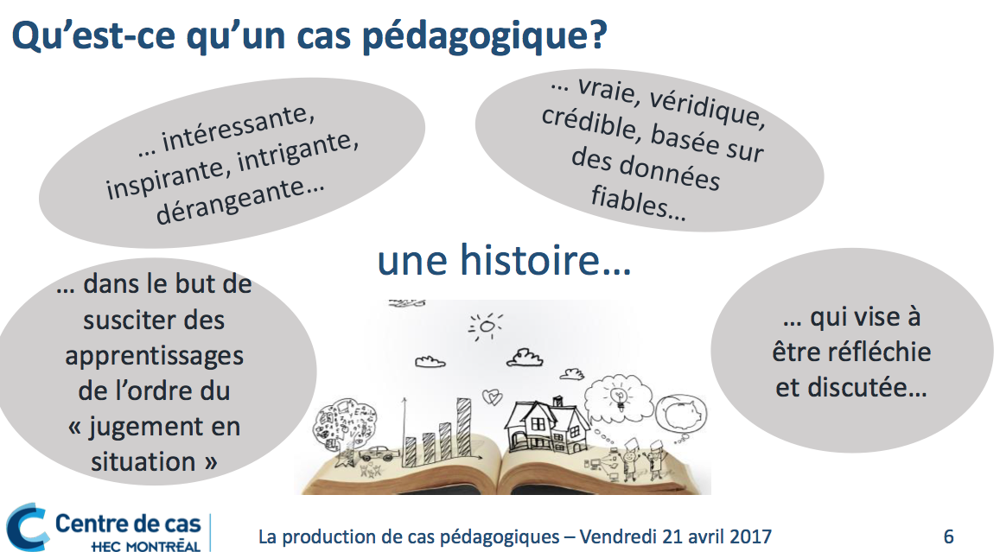 Qu’est-ce qu’un cas pédagogique?
... intéressante,
inspirante, intrigante,
dérangeante...
... vraie, véridique,
crédible, basée sur
des données
fiables...
une histoire...
... dans le but de
susciter des
apprentissages
de l’ordre du
« jugement en
situation »
... qui vise à
être réfléchie
et discutée...
Centre de cas
HEC MONTRÉAL
La production de cas pédagogiques – Vendredi 21 avril 2017
6